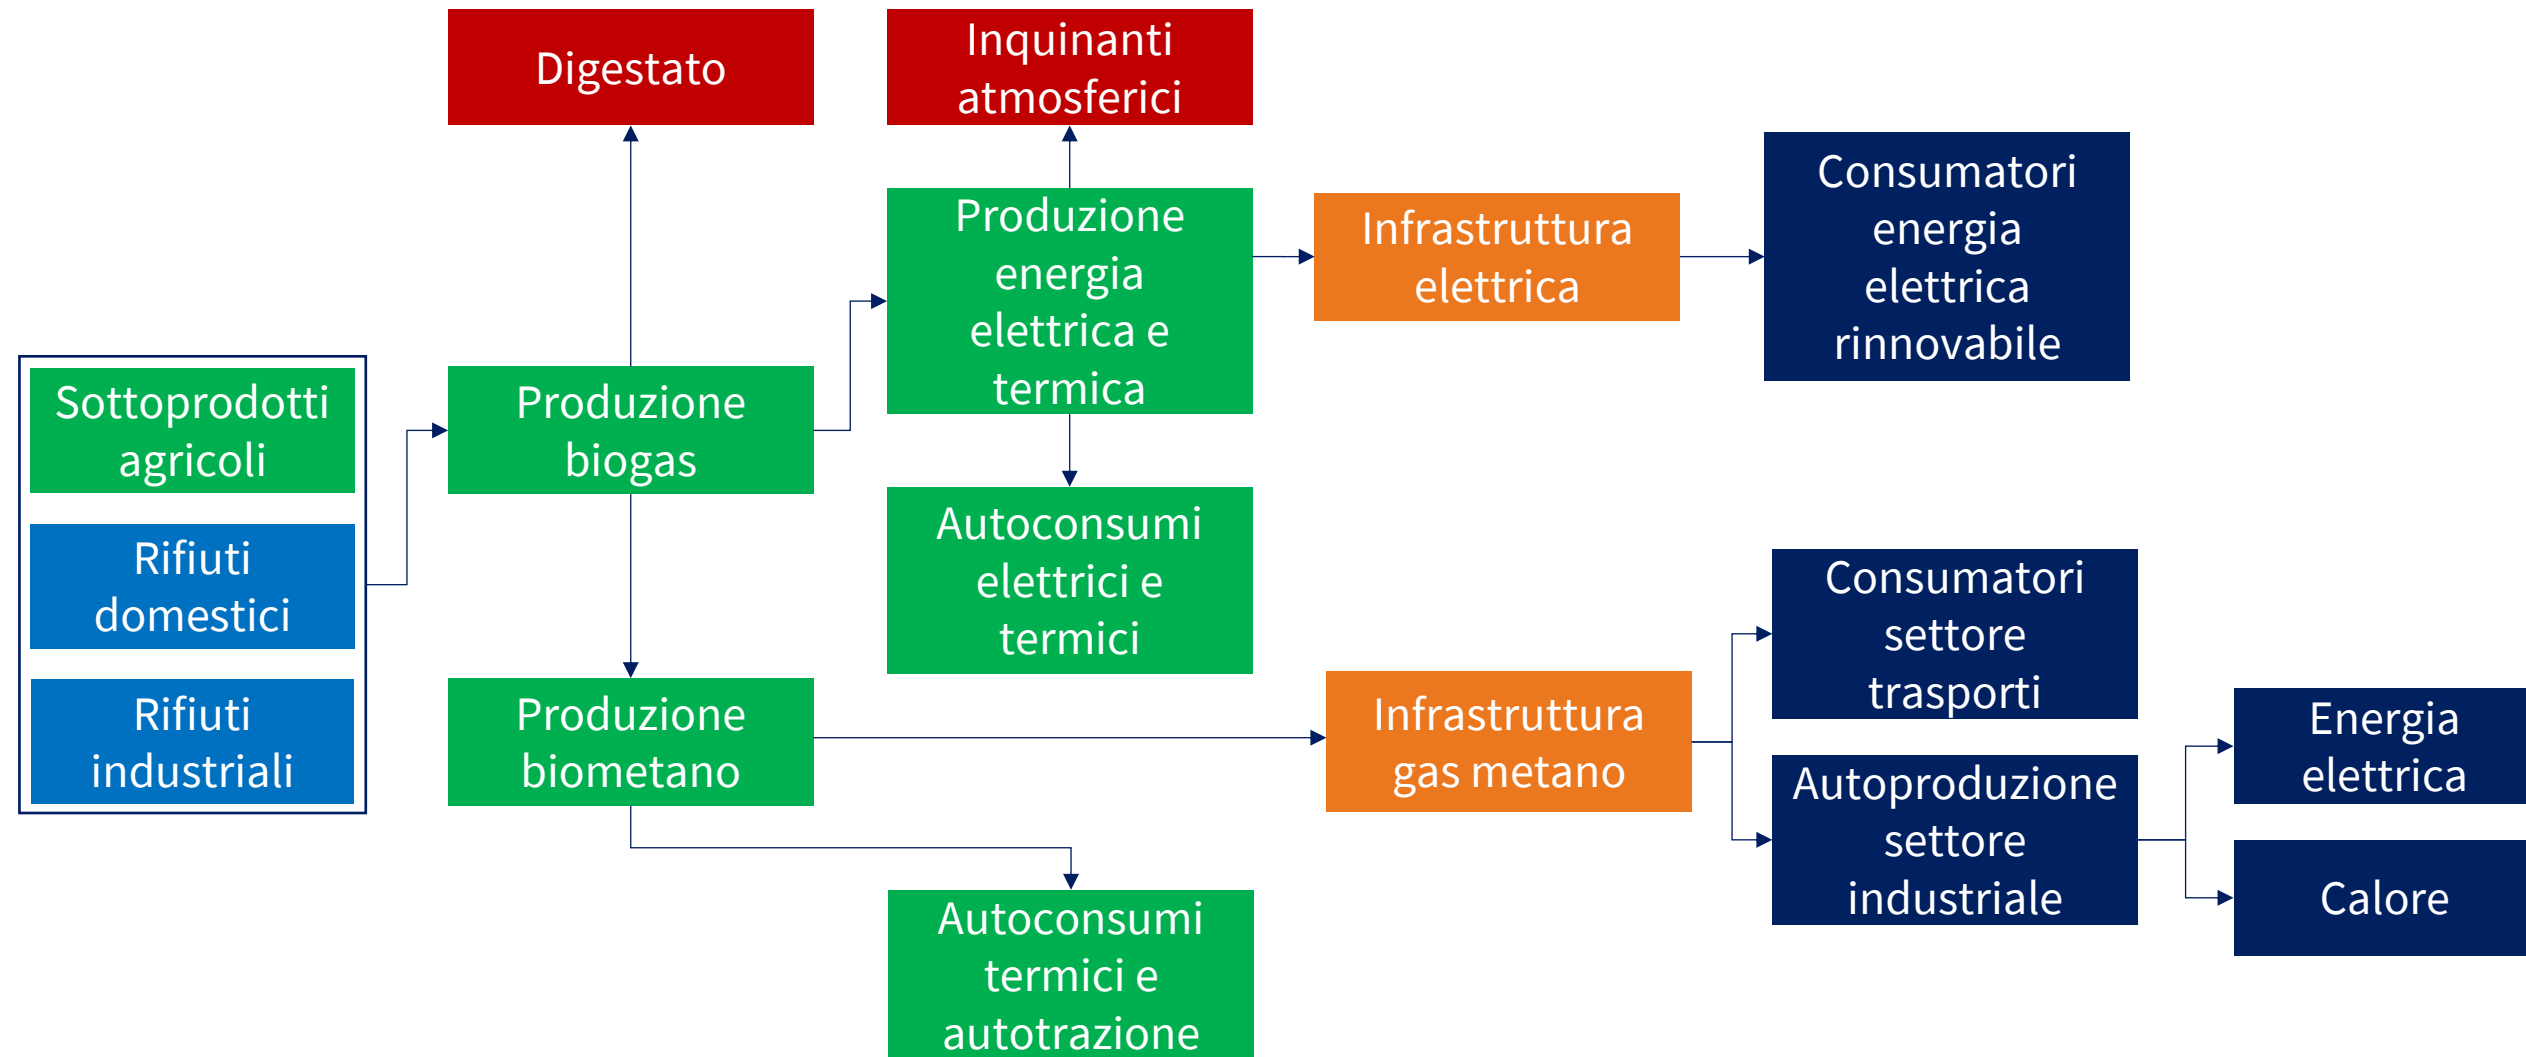 Digestato
Inquinanti
atmosferici
Produzione
energia
elettrica e
termica
Infrastruttura
elettrica
Consumatori
energia
elettrica
rinnovabile
Sottoprodotti
agricoli
Rifiuti
domestici
Rifiuti
industriali
Produzione
biogas
Autoconsumi
elettrici e
termici
Produzione
biometano
Infrastruttura
gas metano
Consumatori
settore
trasporti
Autoproduzione
settore
industriale
Energia
elettrica
Calore
Autoconsumi
termici e
autotrazione